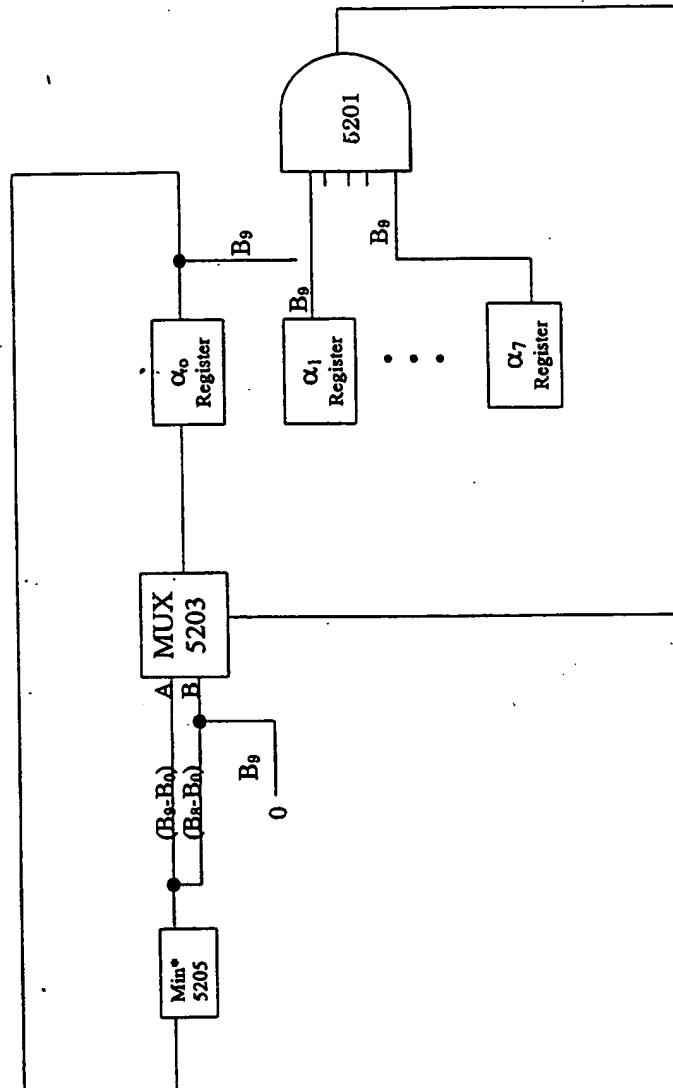 Min*
5205
(B₉-B₀)
(B₈-B₀)
B₉
0
A
B
MUX
5203
α₀
Register
B₉
α₁
Register
B₉
α₇
Register
B₉
5201